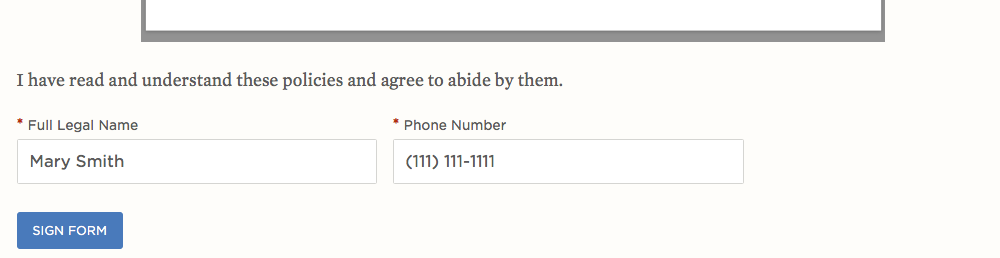 I have read and understand these policies and agree to abide by them.
* Full Legal Name * Phone Number
Mary Smith (111) 111-1111
SIGN FORM